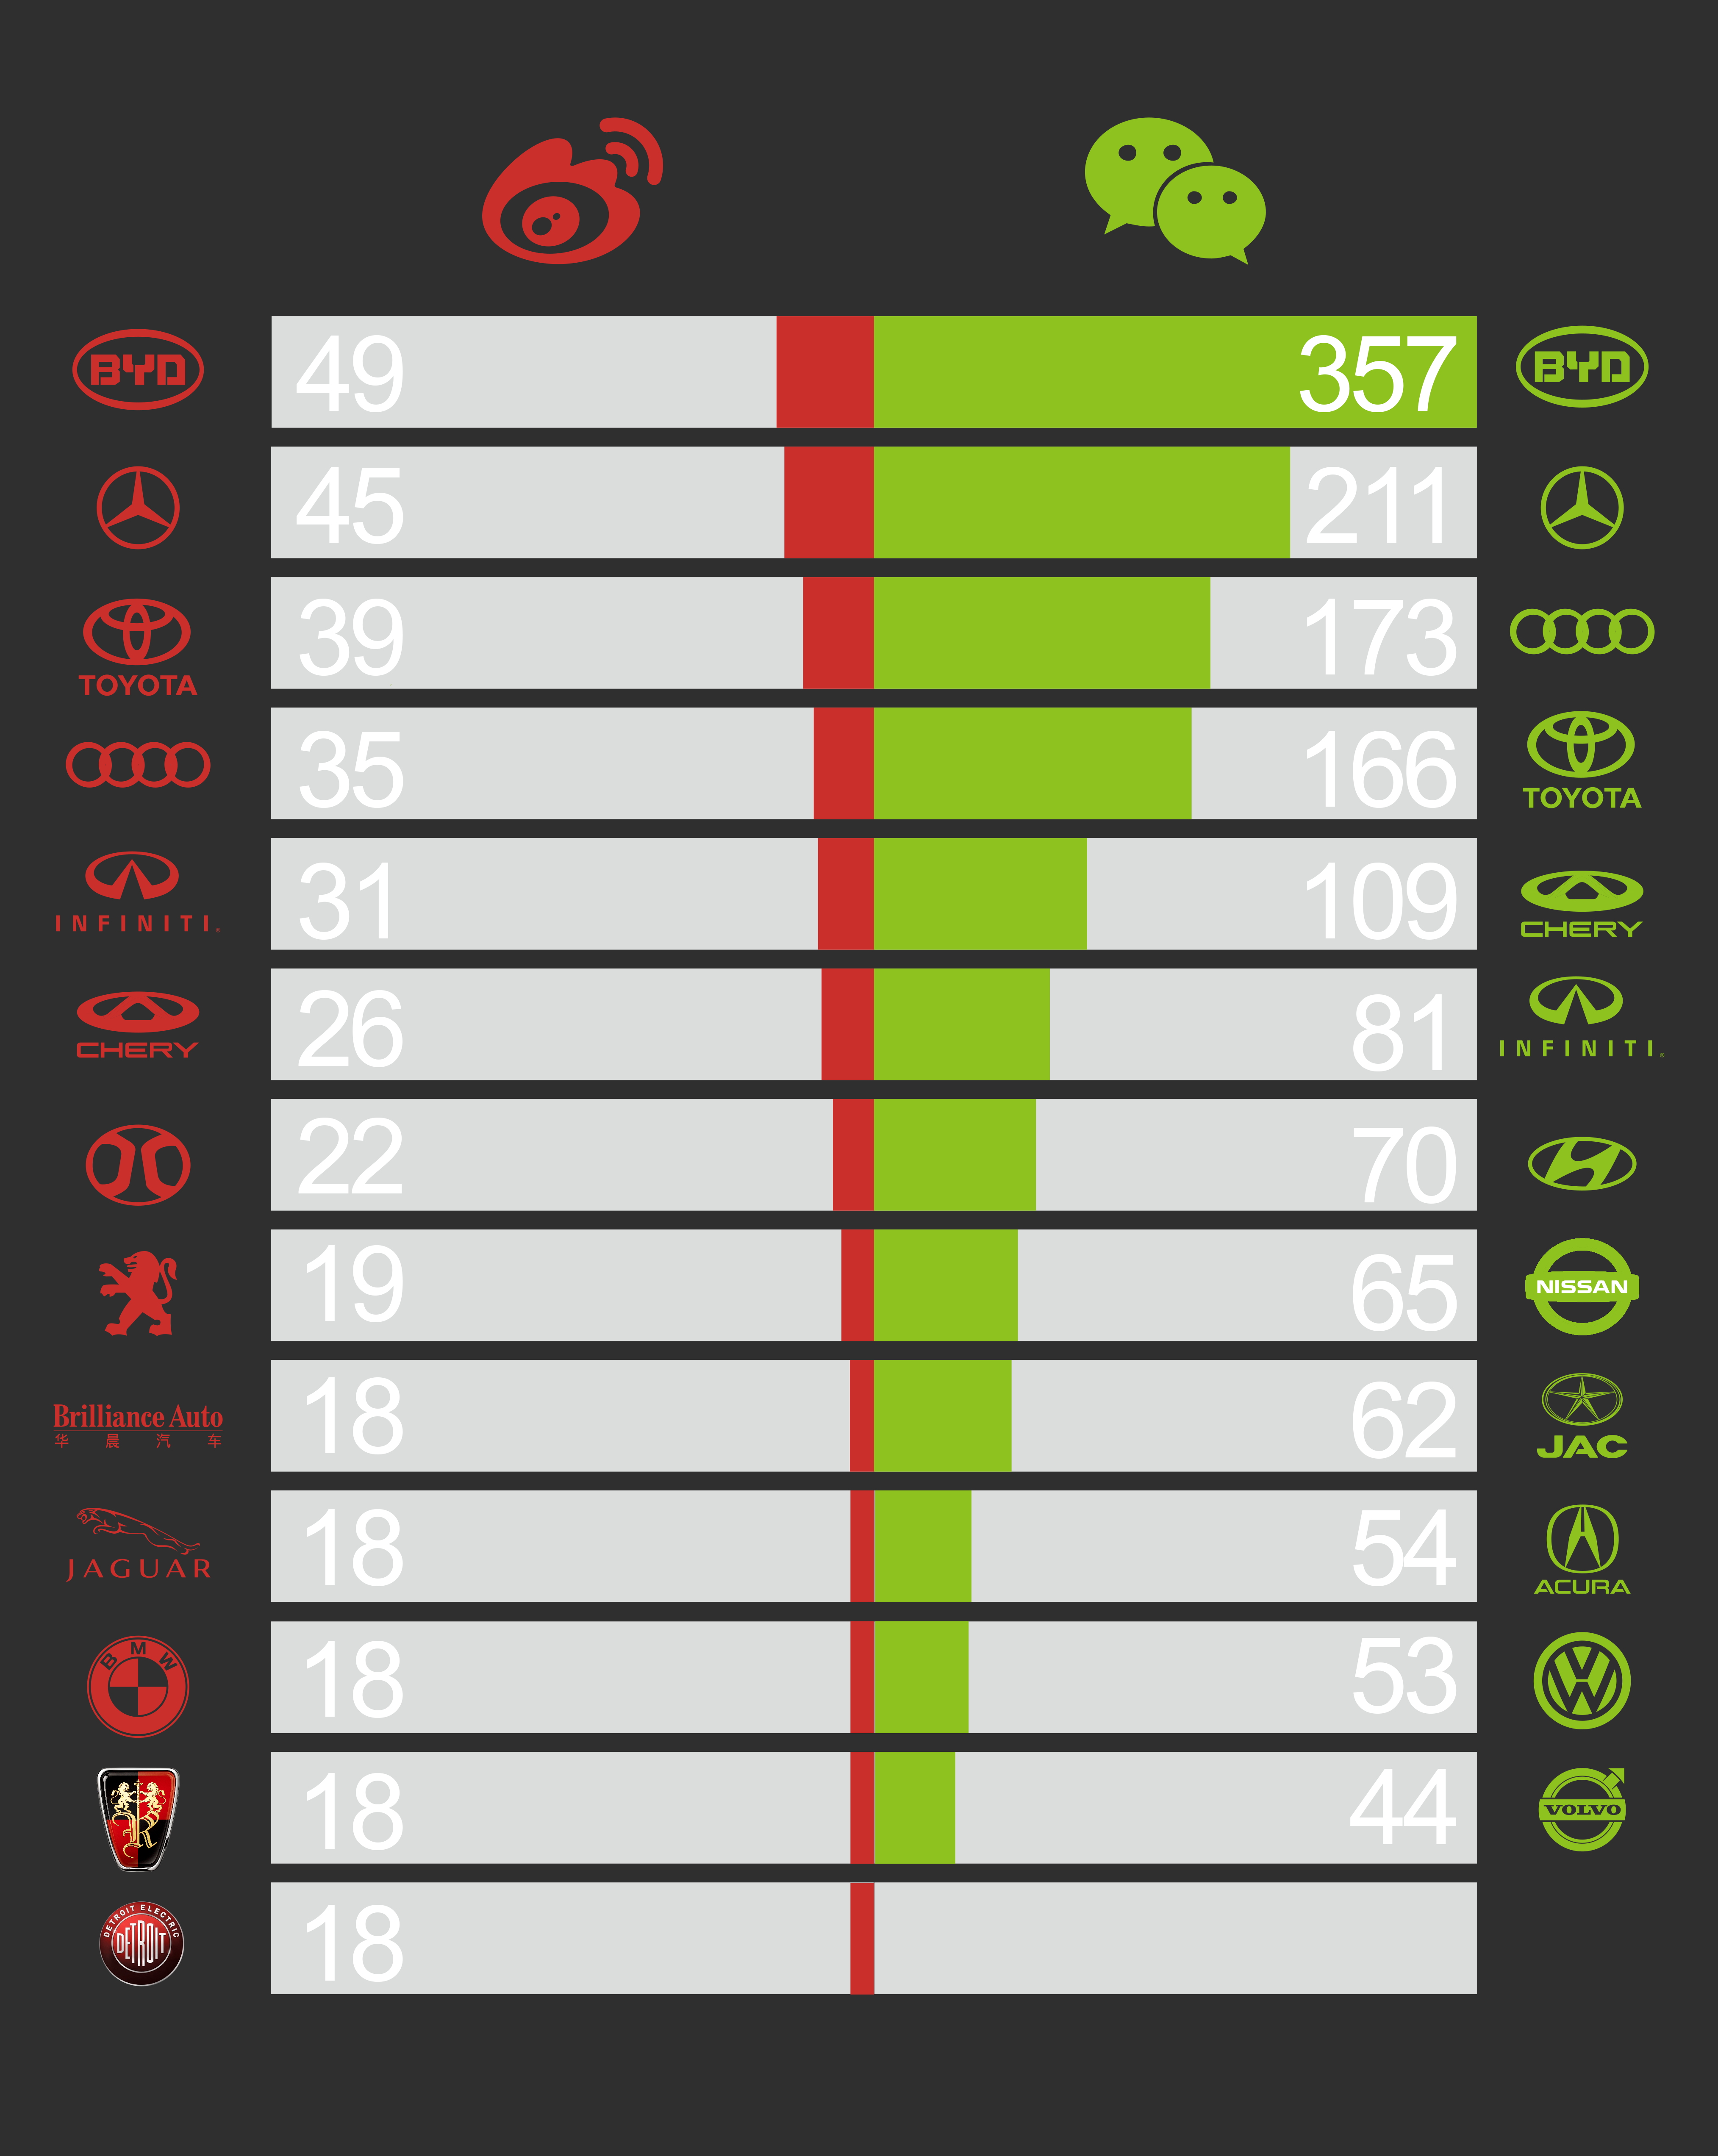 BYD
49
357
BYD
45
211
39
173
TOYOTA
35
166
TOYOTA
31
109
INFINITI®
CHERY
CHERY
26
81
INFINITI®
22
70
19
65
NISSAN
Brilliance Auto
华晨汽车
18
62
JAC
JAGUAR
18
54
ACURA
BMW
18
53
R
18
44
VOLVO
DETROIT ELECTRIC
DETROIT
18